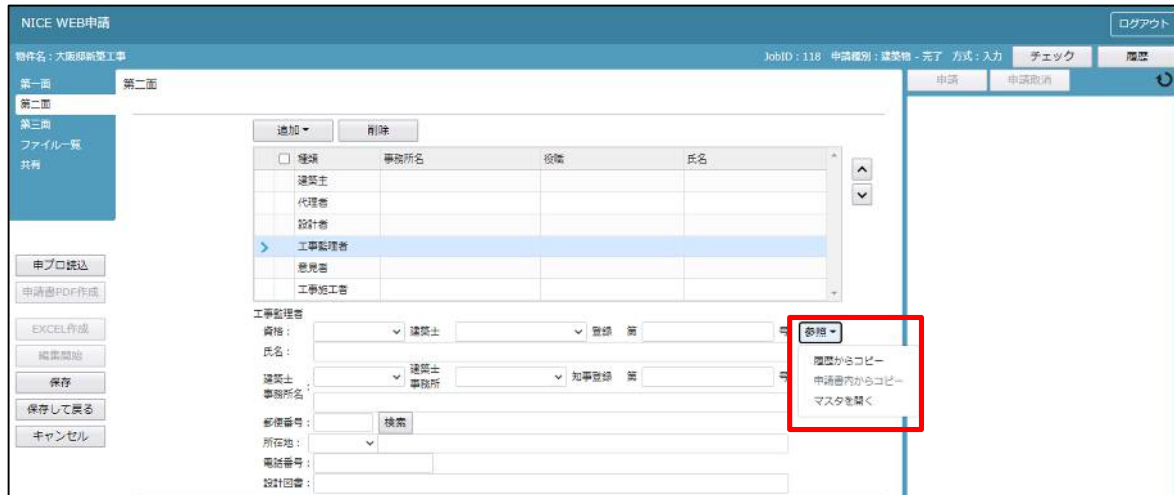 NICE WEB申請
ログアウト
物件名：大阪邸新築工事
JobID：118 申請種別：建築物 - 完了 方式：入力
チェック
履歴
申請
申請取消
第一面
第二面
第三面
ファイル一覧
共有
第二面
追加
削除
種類 事務所名 役職 氏名
建築主
代理者
設計者
工事監理者
意見者
工事施工者
申プロ読込
申請書PDF作成
EXCEL作成
編集開始
保存
保存して戻る
キャンセル
工事監理者
資格： 建築士 登録 第 号 参照
氏名：
建築士事務所名： 建築士事務所 知事登録 第 号
郵便番号： 検索
所在地：
電話番号：
設計図書：
履歴からコピー
申請書内からコピー
マスタを開く